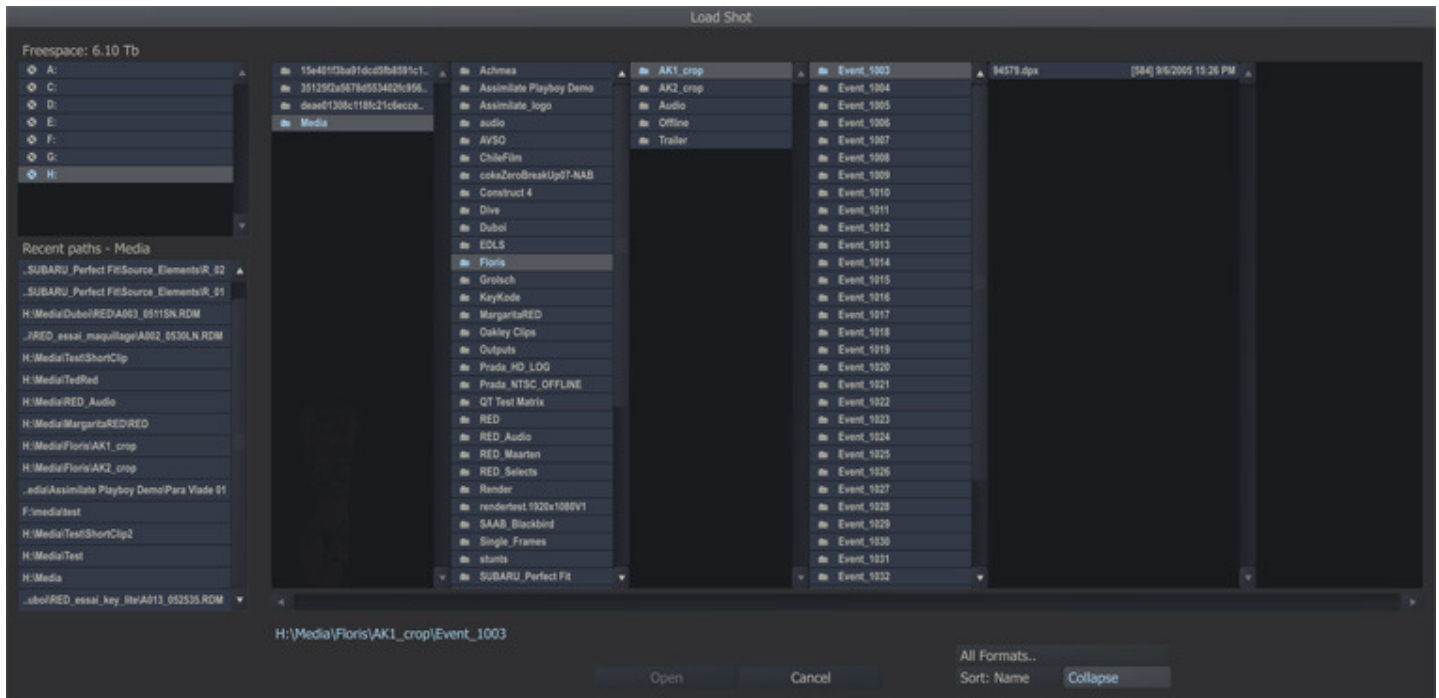 Load Shot
Freespace: 6.10 Tb
A:
C:
D:
E:
F:
G:
H:
Recent paths - Media
..SUBARU_Perfect Fit\Source_Elements\R_02
..SUBARU_Perfect Fit\Source_Elements\R_01
H:\Media\Duboi\RED\A003_0511SN.RDM
..\RED_essai_maquillage\A002_0530LN.RDM
H:\Media\Test\ShortClip
H:\Media\TedRed
H:\Media\RED_Audio
H:\Media\MargaritaRED\RED
H:\Media\Floris\AK1_crop
H:\Media\Floris\AK2_crop
..edia\Assimilate Playboy Demo\Para Vlade 01
F:\media\test
H:\Media\Test\ShortClip2
H:\Media\Test
H:\Media
..uboi\RED_essai_key_lite\A013_052535.RDM
Media
Achmea
Assimilate Playboy Demo
Assimilate_logo
audio
AVSO
ChileFilm
cokeZeroBreakUp07-NAB
Construct 4
Dive
Duboi
EDLS
Floris
Grolsch
KeyKode
MargaritaRED
Oakley Clips
Outputs
Prada_HD_LOG
Prada_NTSC_OFFLINE
QT Test Matrix
RED
RED_Audio
RED_Maarten
RED_Selects
Render
rendertest.1920x1080V1
SAAB_Blackbird
Single_Frames
stunts
SUBARU_Perfect Fit
AK1_crop
AK2_crop
Audio
Offline
Trailer
Event_1003
Event_1004
Event_1005
Event_1006
Event_1007
Event_1008
Event_1009
Event_1010
Event_1011
Event_1012
Event_1013
Event_1014
Event_1015
Event_1016
Event_1017
Event_1018
Event_1019
Event_1020
Event_1021
Event_1022
Event_1023
Event_1024
Event_1025
Event_1026
Event_1027
Event_1028
Event_1029
Event_1030
Event_1031
Event_1032
94579.dpx [584] 9/6/2005 15:26 PM
H:\Media\Floris\AK1_crop\Event_1003
All Formats..
Open Cancel Sort: Name Collapse